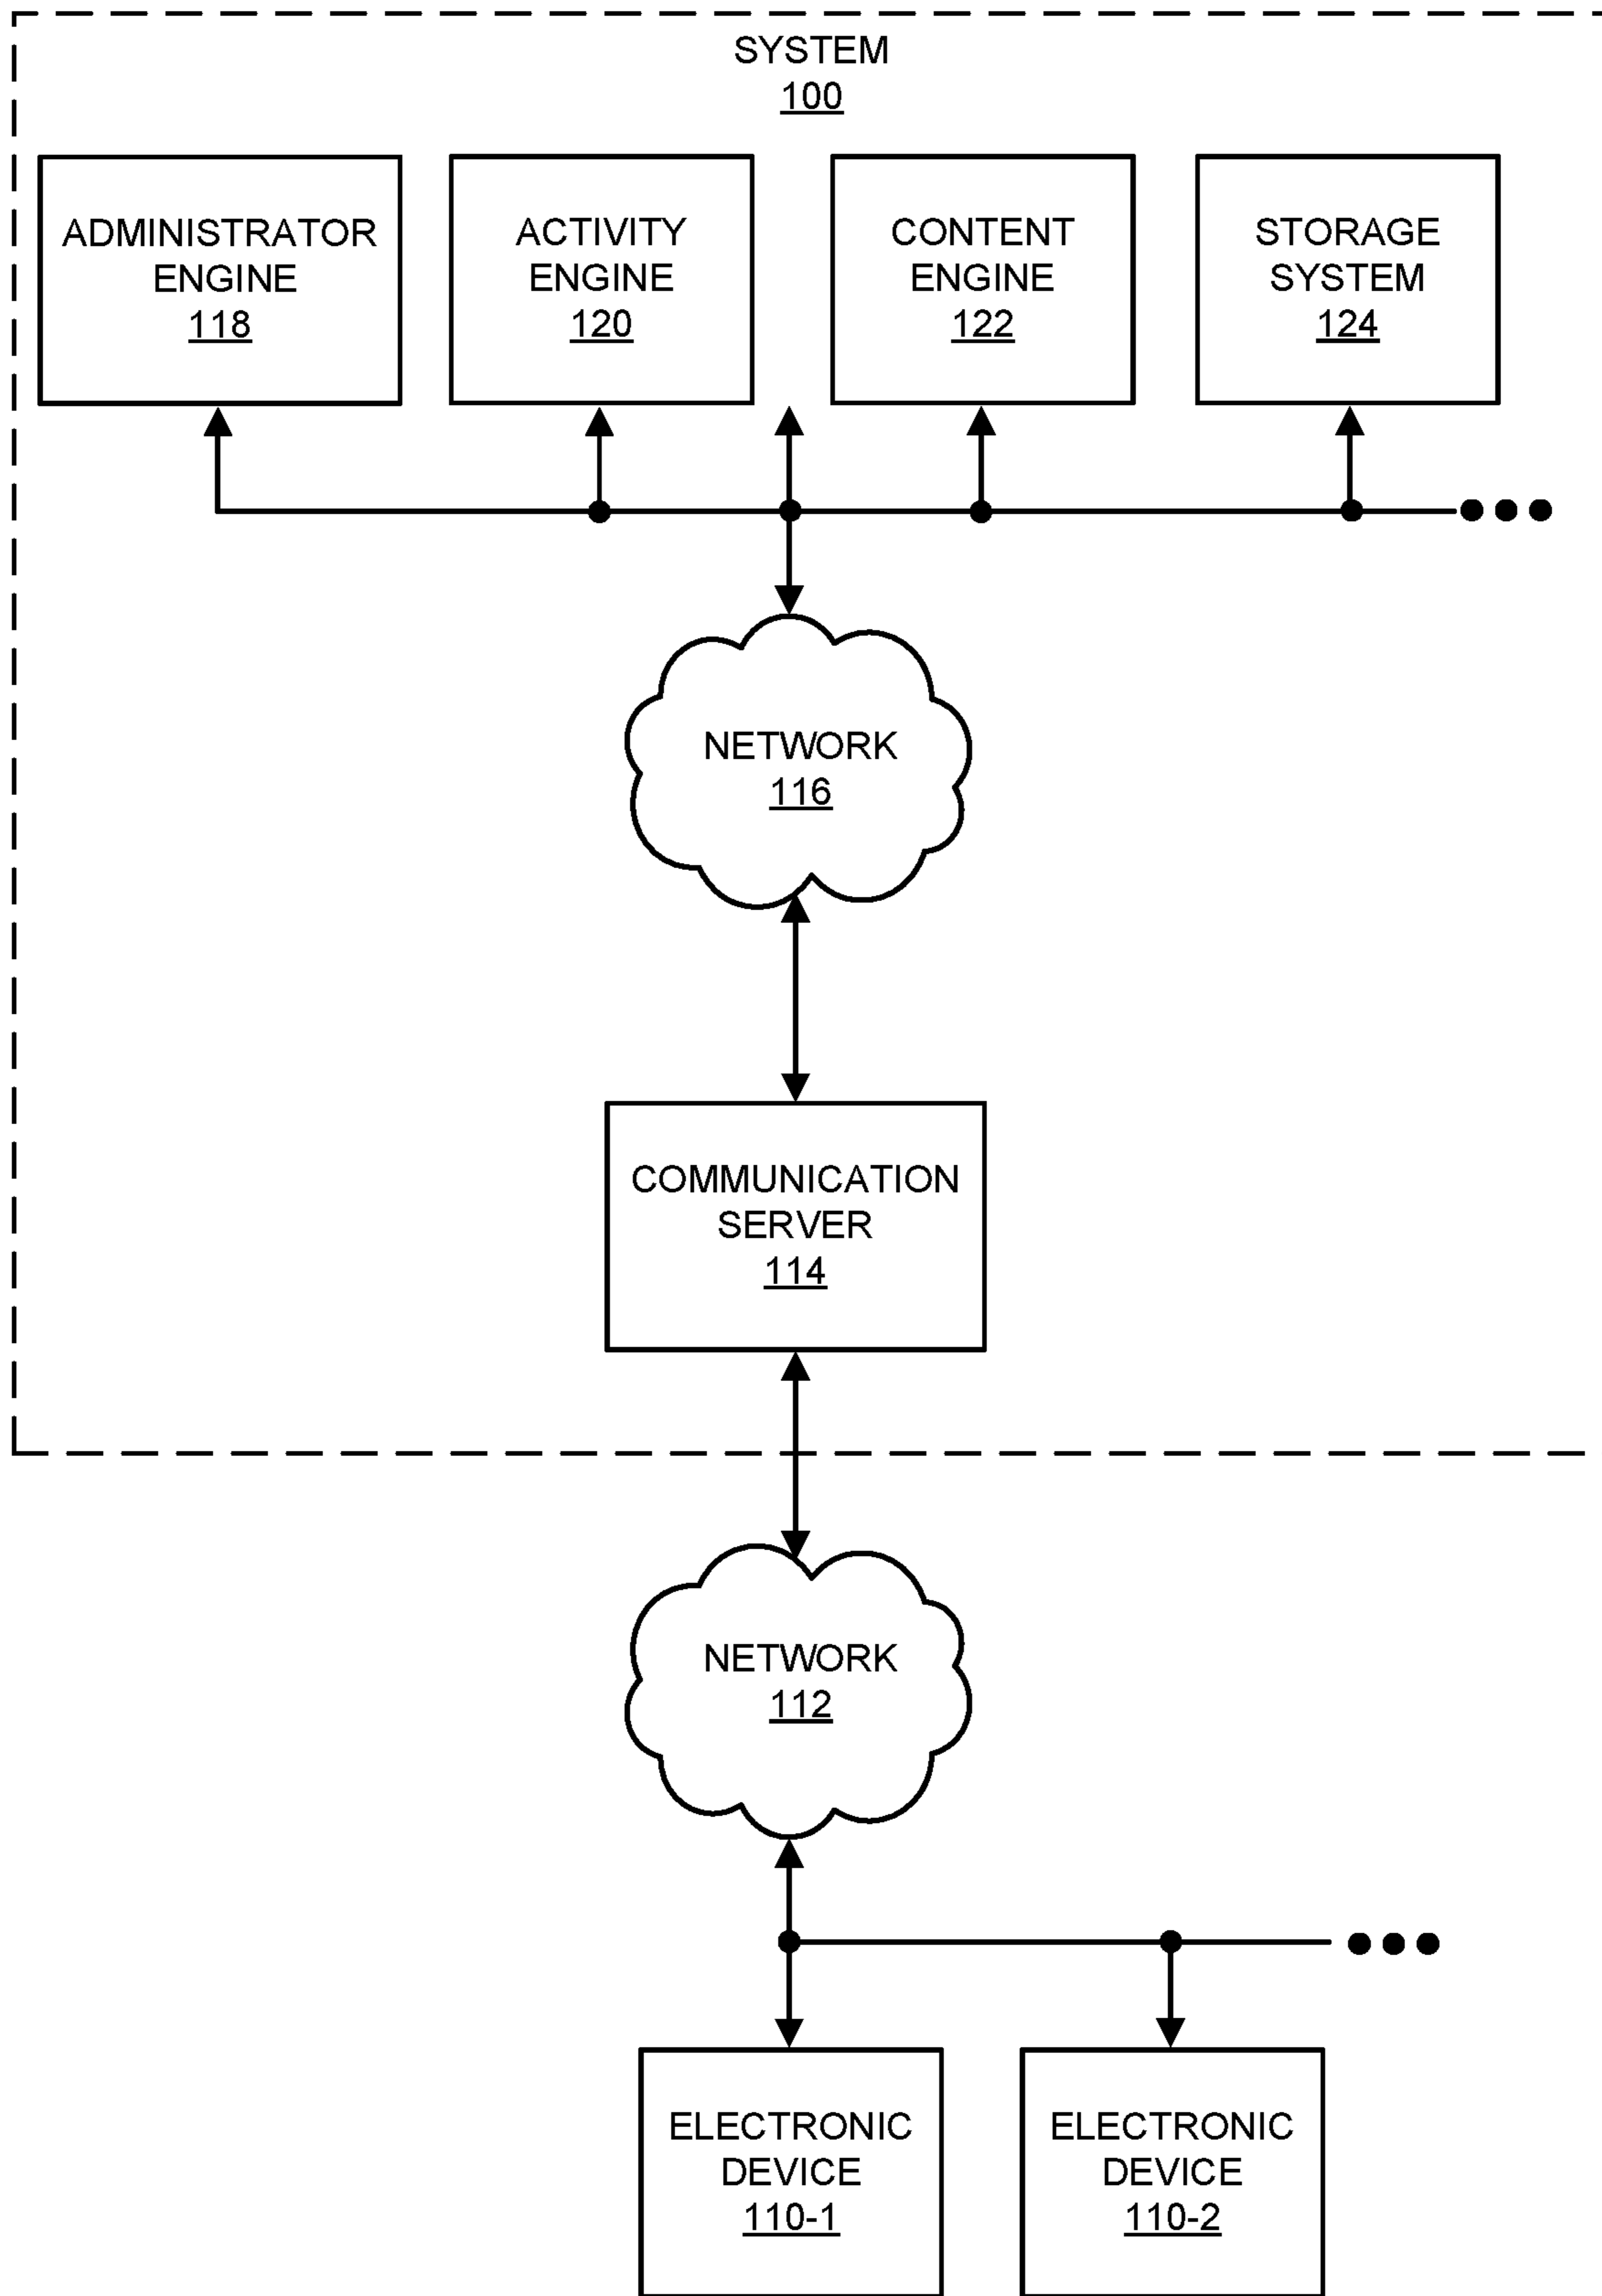 SYSTEM
100
ADMINISTRATOR
ENGINE
118
ACTIVITY
ENGINE
120
CONTENT
ENGINE
122
STORAGE
SYSTEM
124
NETWORK
116
COMMUNICATION
SERVER
114
NETWORK
112
ELECTRONIC
DEVICE
110-1
ELECTRONIC
DEVICE
110-2